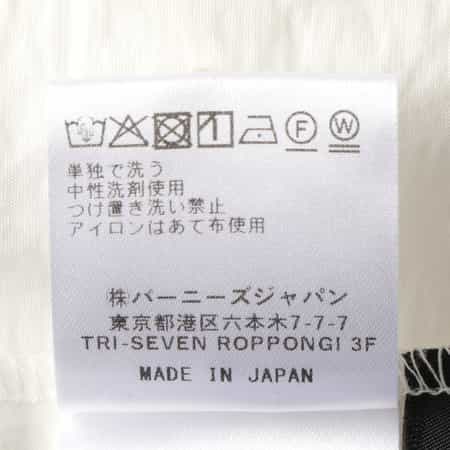 F W
単独で洗う
中性洗剤使用
つけ置き洗い禁止
アイロンはあて布使用
㈱バーニーズジャパン
東京都港区六本木7-7-7
TRI-SEVEN ROPPONGI 3F
MADE IN JAPAN